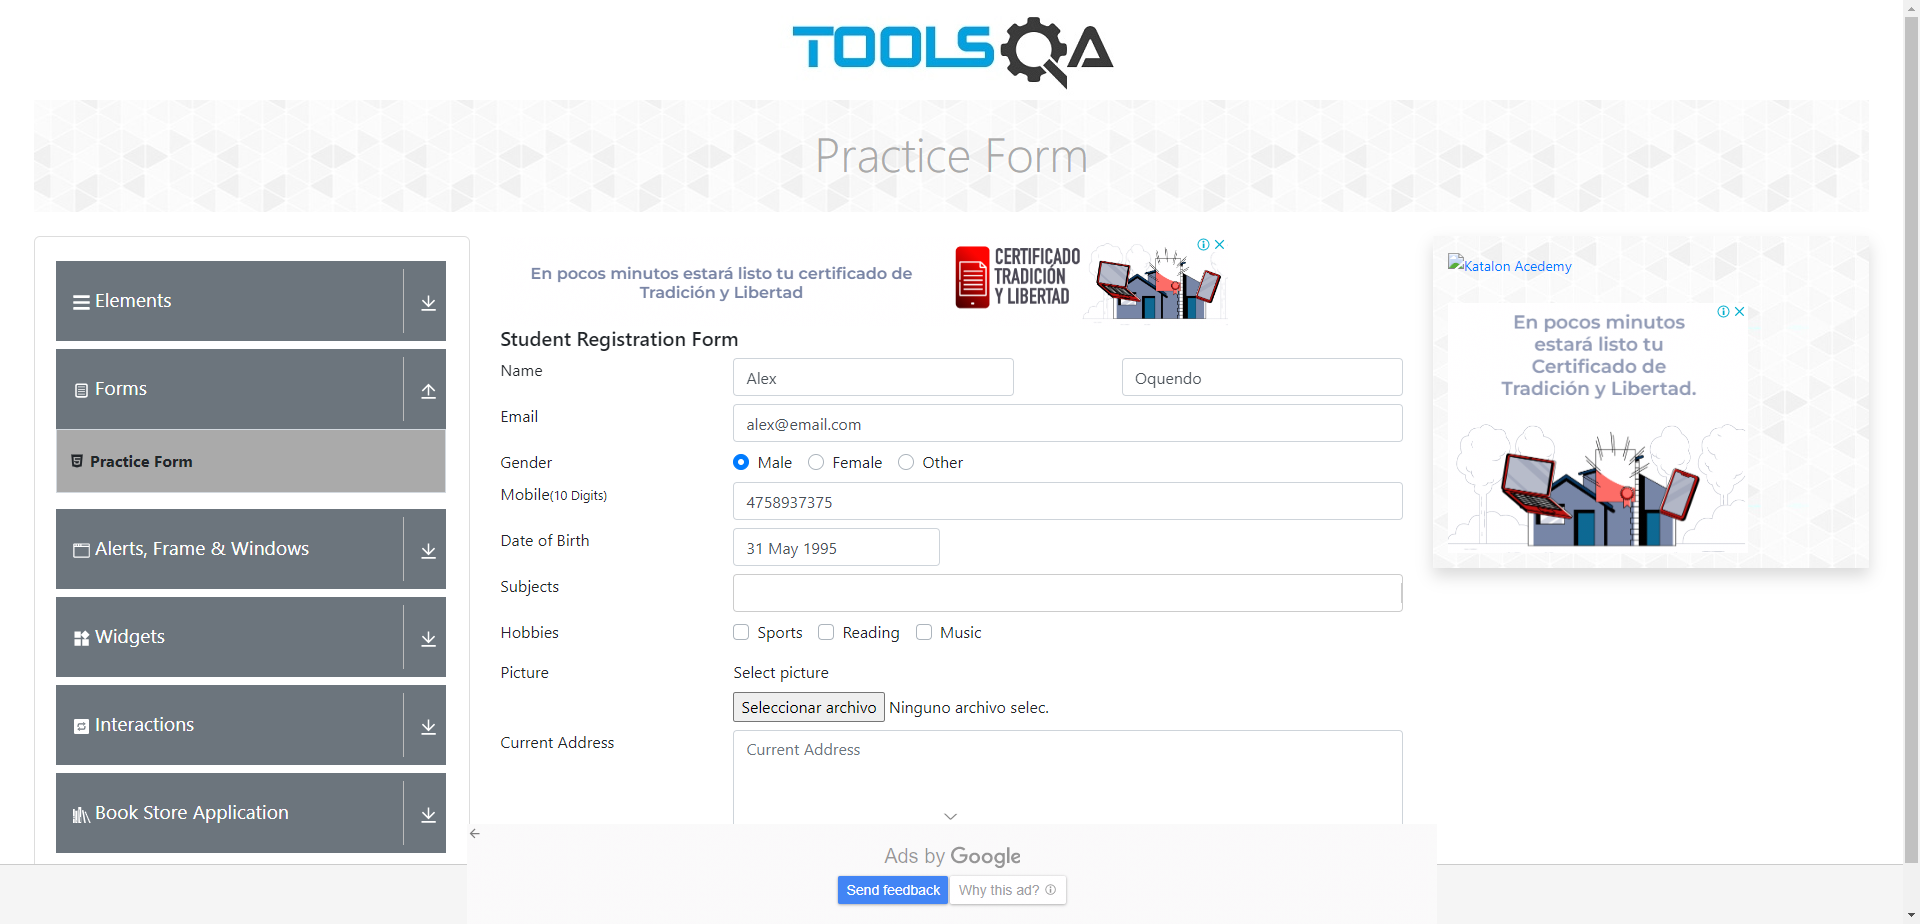 TOOLSQA
Practice Form
Elements
Forms
Practice Form
Alerts, Frame & Windows
Widgets
Interactions
Book Store Application
En pocos minutos estará listo tu certificado de
Tradición y Libertad
CERTIFICADO
TRADICIÓN
Y LIBERTAD
Student Registration Form
Name
Alex
Oquendo
Email
alex@email.com
Gender
Male Female Other
Mobile(10 Digits)
4758937375
Date of Birth
31 May 1995
Subjects
Hobbies
Sports Reading Music
Picture
Select picture
Seleccionar archivo Ninguno archivo selec.
Current Address
Current Address
Katalon Acedemy
En pocos minutos
estará listo tu
Certificado de
Tradición y Libertad.
Ads by Google
Send feedback
Why this ad?